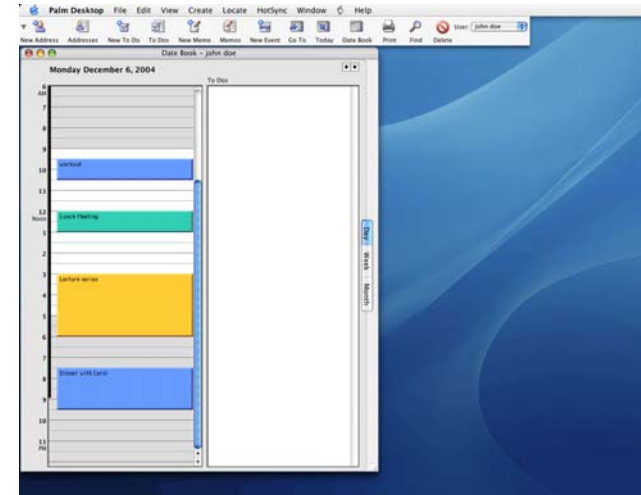 Palm Desktop File Edit View Create Locate HotSync Window Help
User: john doe
New Address Addresses New To Do To Dos New Memo Memos New Event Go To Today Date Book Print Find Delete
Date Book - john doe
Monday December 6, 2004
To Dos
6
AM
7
8
9
workout
10
11
12
Noon
Lunch Meeting
1
2
3
Lecture series
4
5
6
7
Dinner with Carol
8
9
10
11
PM
Day
Week
Month